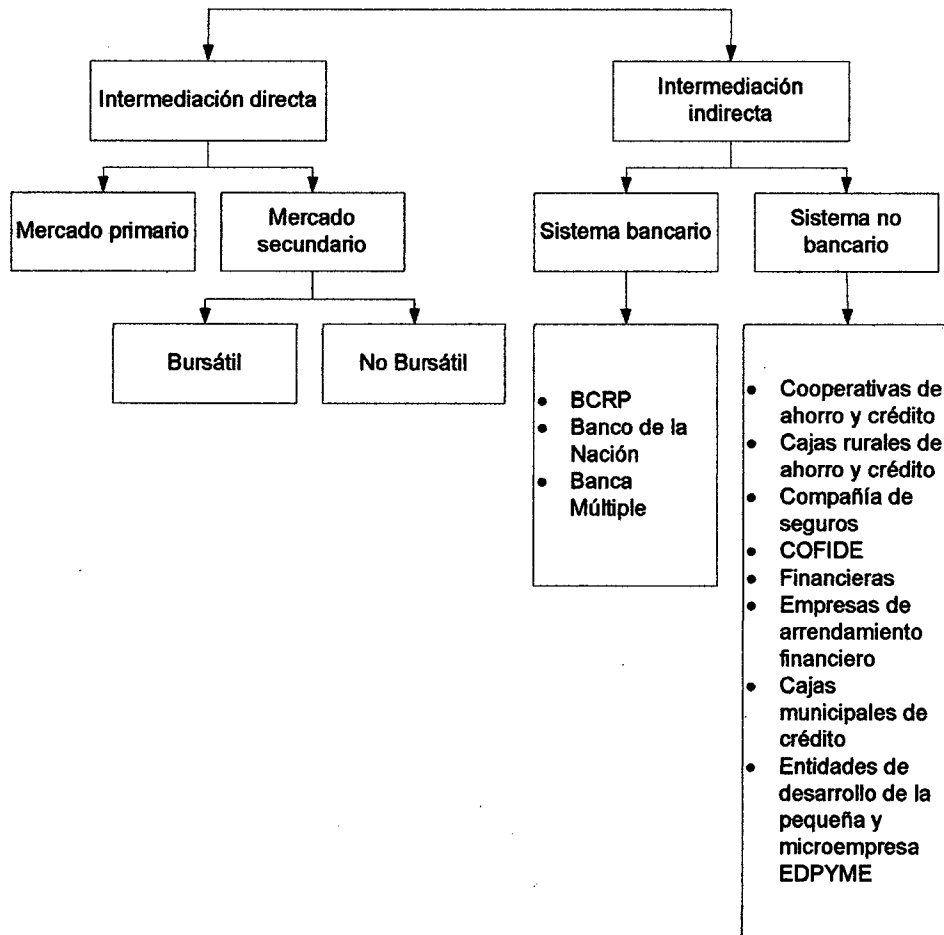 Intermediación directa
Intermediación
indirecta
Mercado primario
Mercado
secundario
Sistema bancario
Sistema no
bancario
Bursátil
No Bursátil
• BCRP
• Banco de la
Nación
• Banca
Múltiple
• Cooperativas de
ahorro y crédito
• Cajas rurales de
ahorro y crédito
• Compañía de
seguros
• COFIDE
• Financieras
• Empresas de
arrendamiento
financiero
• Cajas
municipales de
crédito
• Entidades de
desarrollo de la
pequeña y
microempresa
EDPYME